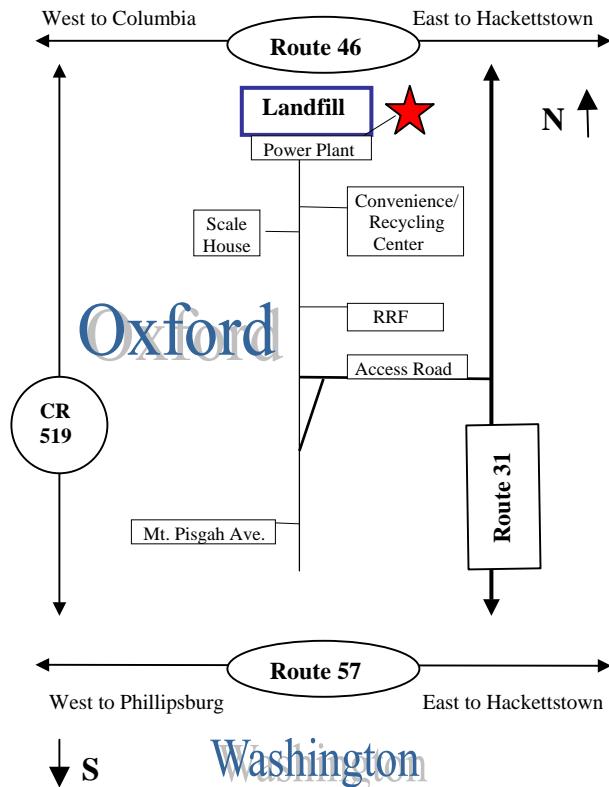 West to Columbia
East to Hackettstown
Route 46
Landfill
N
Power Plant
Convenience/
Recycling
Center
Scale
House
Oxford
RRF
Access Road
CR
519
Route 31
Mt. Pisgah Ave.
Route 57
West to Phillipsburg
East to Hackettstown
S
Washington